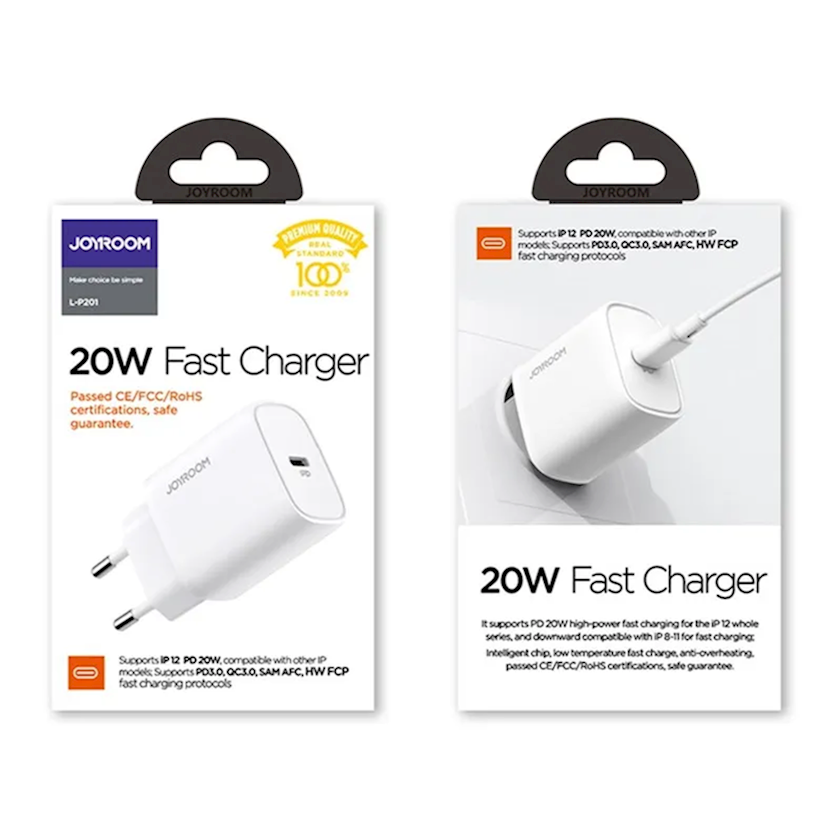 JOYROOM
JOYROOM
Make choice be simple
L-P201
PREMIUM QUALITY
REAL
STANDARD
100%
SINCE 2009
20W Fast Charger
Passed CE/FCC/RoHS
certifications, safe
guarantee.
JOYROOM
PD
Supports iP 12 PD 20W, compatible with other IP
models; Supports PD3.0, QC3.0, SAM AFC, HW FCP
fast charging protocols
JOYROOM
Supports iP 12 PD 20W, compatible with other IP
models; Supports PD3.0, QC3.0, SAM AFC, HW FCP
fast charging protocols
JOYROOM
20W Fast Charger
It supports PD 20W high-power fast charging for the iP 12 whole
series, and downward compatible with iP 8-11 for fast charging;
Intelligent chip, low temperature fast charge, anti-overheating,
passed CE/FCC/RoHS certifications, safe guarantee.